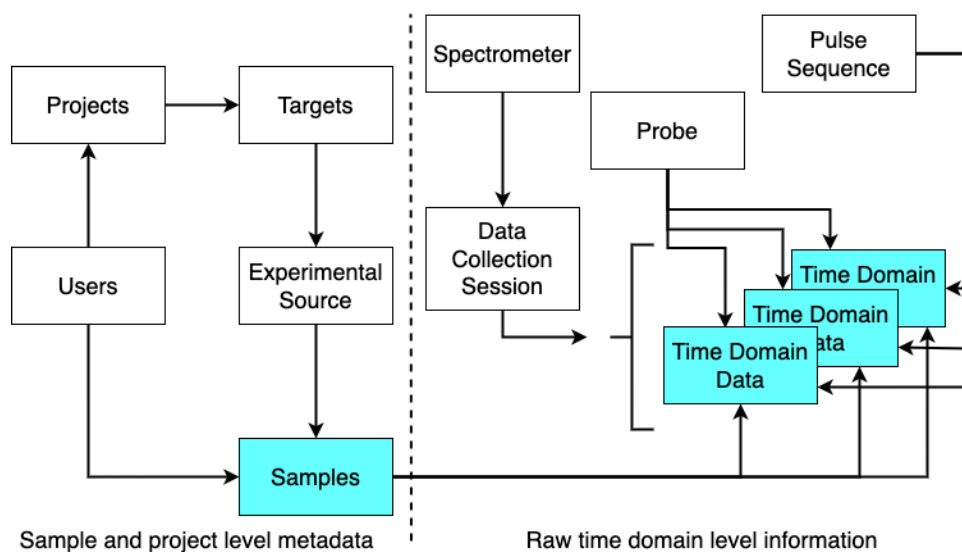 Projects
Targets
Users
Experimental
Source
Samples
Sample and project level metadata
Spectrometer
Pulse
Sequence
Probe
Data
Collection
Session
Time Domain
Time Domain
Data
Time Domain
Data
Raw time domain level information